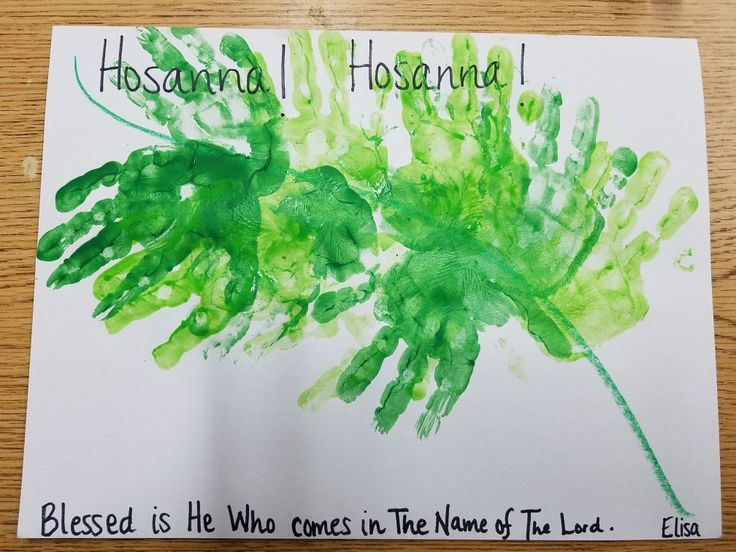 Hosanna! Hosanna!
Blessed is He Who comes in The Name of The Lord. Elisa